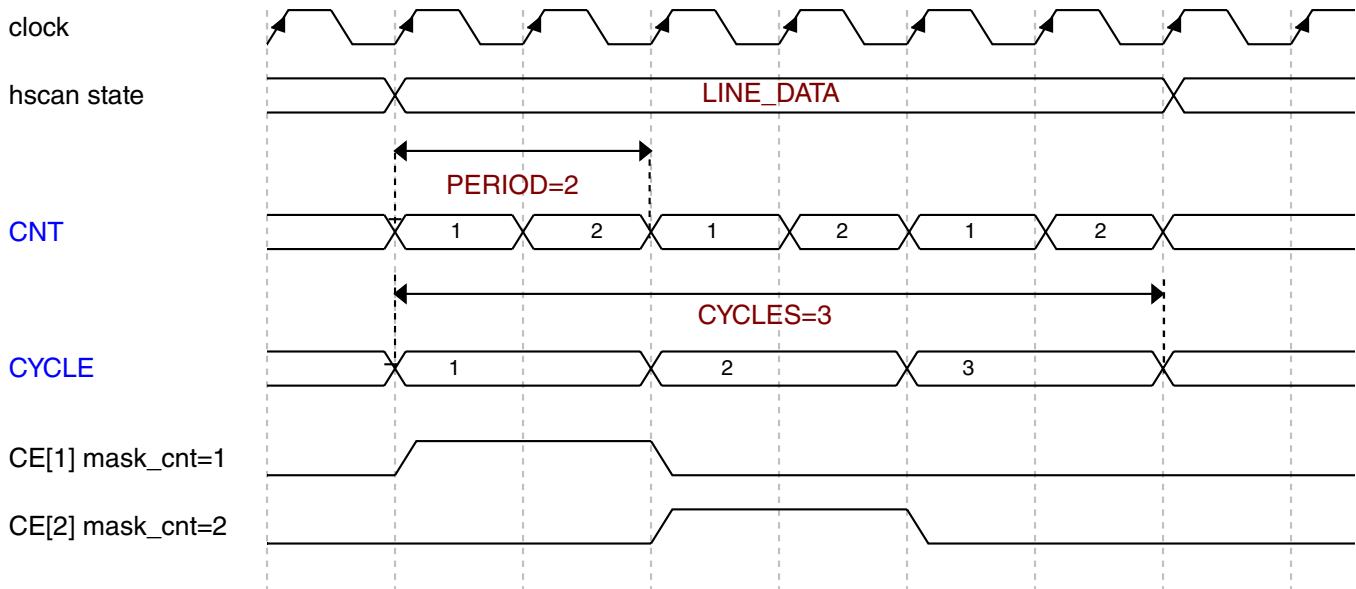 clock
hscan state LINE_DATA
PERIOD=2
CNT 1 2 1 2 1 2
CYCLES=3
CYCLE 1 2 3
CE[1] mask_cnt=1
CE[2] mask_cnt=2